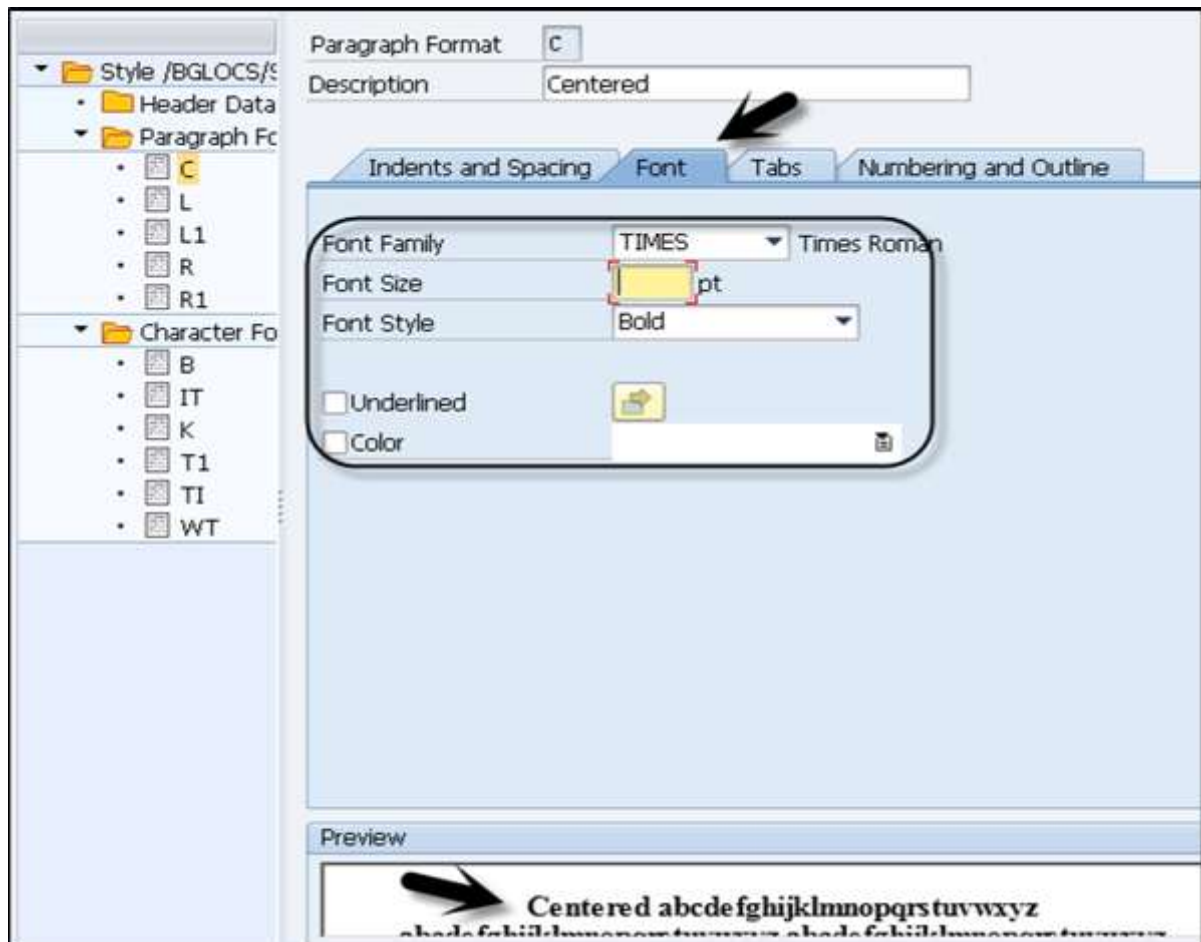 Style /BGLOCS/S
Header Data
Paragraph Fo
C
L
L1
R
R1
Character Fo
B
IT
K
T1
TI
WT
Paragraph Format C
Description Centered
Indents and Spacing Font Tabs Numbering and Outline
Font Family TIMES Times Roman
Font Size pt
Font Style Bold
Underlined
Color
Preview
Centered abcdefghijklmnopqrstuvwxyz
abcdefghijklmnopqrstuvwxyz abcdefghijklmnopqrstuvwxyz